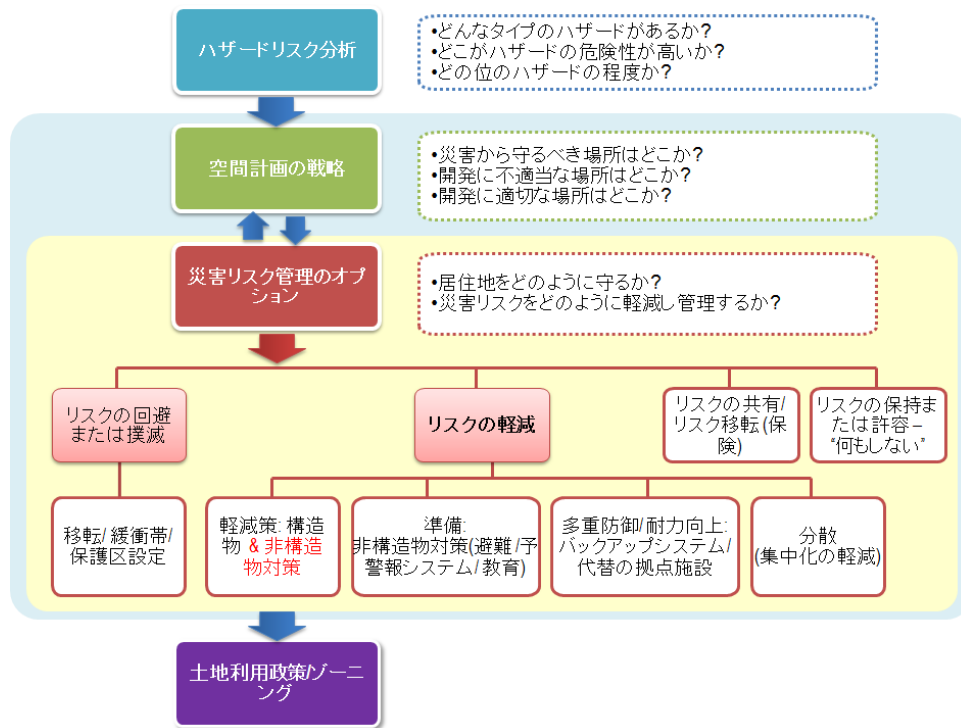 ハザードリスク分析
•どんなタイプのハザードがあるか?
•どこがハザードの危険性が高いか?
•どの位のハザードの程度か?
空間計画の戦略
•災害から守るべき場所はどこか?
•開発に不適当な場所はどこか?
•開発に適切な場所はどこか?
災害リスク管理のオプ
ション
•居住地をどのように守るか?
•災害リスクをどのように軽減し管理するか?
リスクの回避
または撲滅
リスクの軽減
リスクの共有/
リスク移転(保
険)
リスクの保持ま
たは許容–
“何もしない”
移転/緩衝帯/
保護区設定
軽減策: 構造
物 & 非構造
物対策
準備:
非構造物対策(避難/予
警報システム/教育)
多重防御/耐力向上:
バックアップシステム/
代替の拠点施設
分散
(集中化の軽減)
土地利用政策/ゾーニ
ング